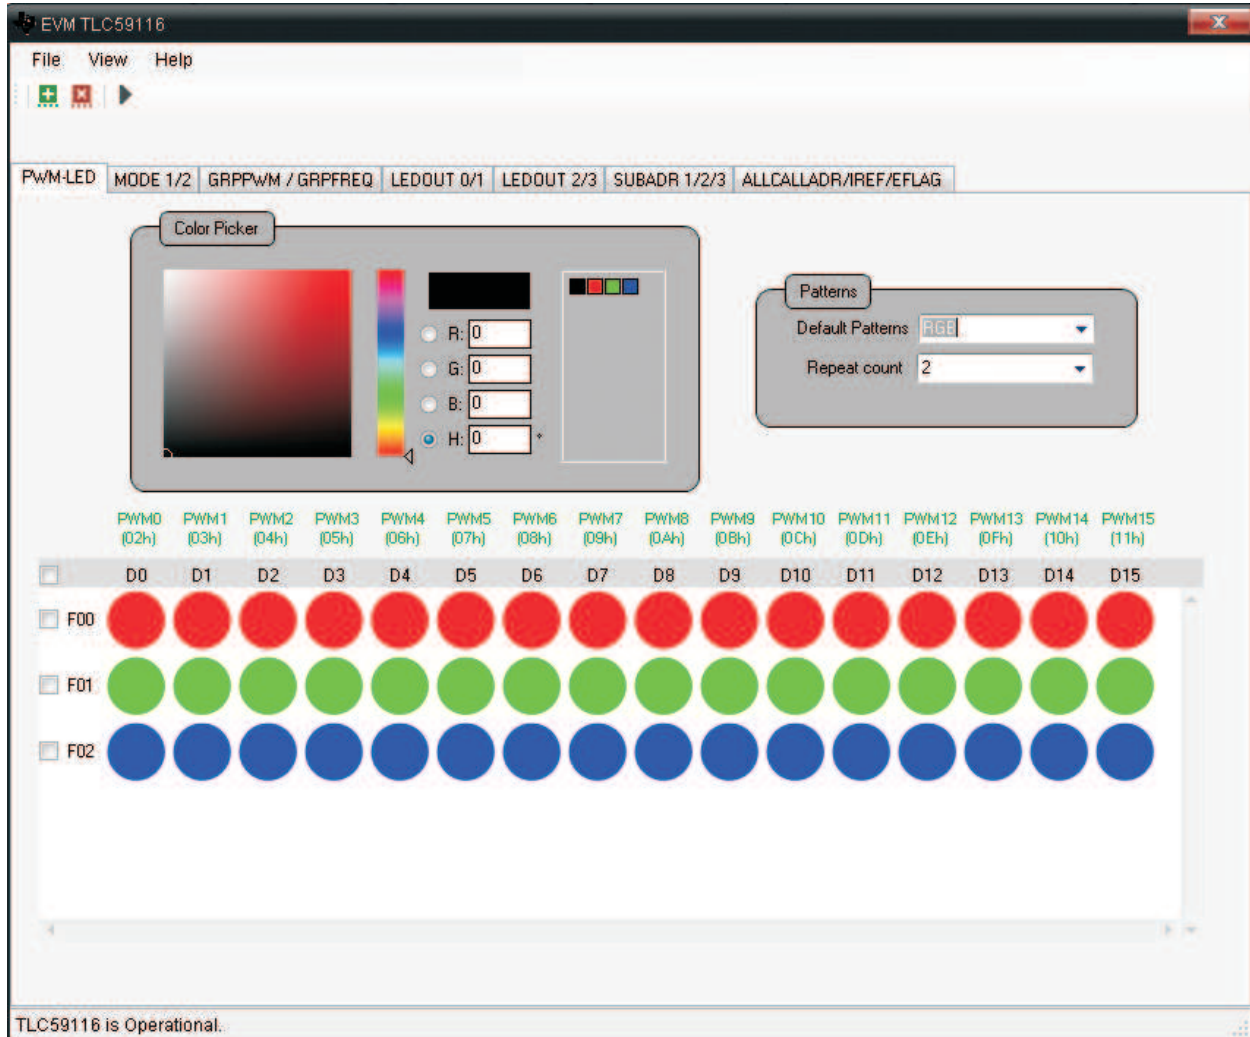 EVM TLC59116
File View Help
PWM-LED MODE 1/2 GRPPWM / GRPFREQ LEDOUT 0/1 LEDOUT 2/3 SUBADR 1/2/3 ALLCALLADR/IREF/EFLAG
Color Picker
R: 0
G: 0
B: 0
H: 0 °
Patterns
Default Patterns RGB
Repeat count 2
PWM0 PWM1 PWM2 PWM3 PWM4 PWM5 PWM6 PWM7 PWM8 PWM9 PWM10 PWM11 PWM12 PWM13 PWM14 PWM15
(02h) (03h) (04h) (05h) (06h) (07h) (08h) (09h) (0Ah) (0Bh) (0Ch) (0Dh) (0Eh) (0Fh) (10h) (11h)
D0 D1 D2 D3 D4 D5 D6 D7 D8 D9 D10 D11 D12 D13 D14 D15
F00
F01
F02
TLC59116 is Operational.